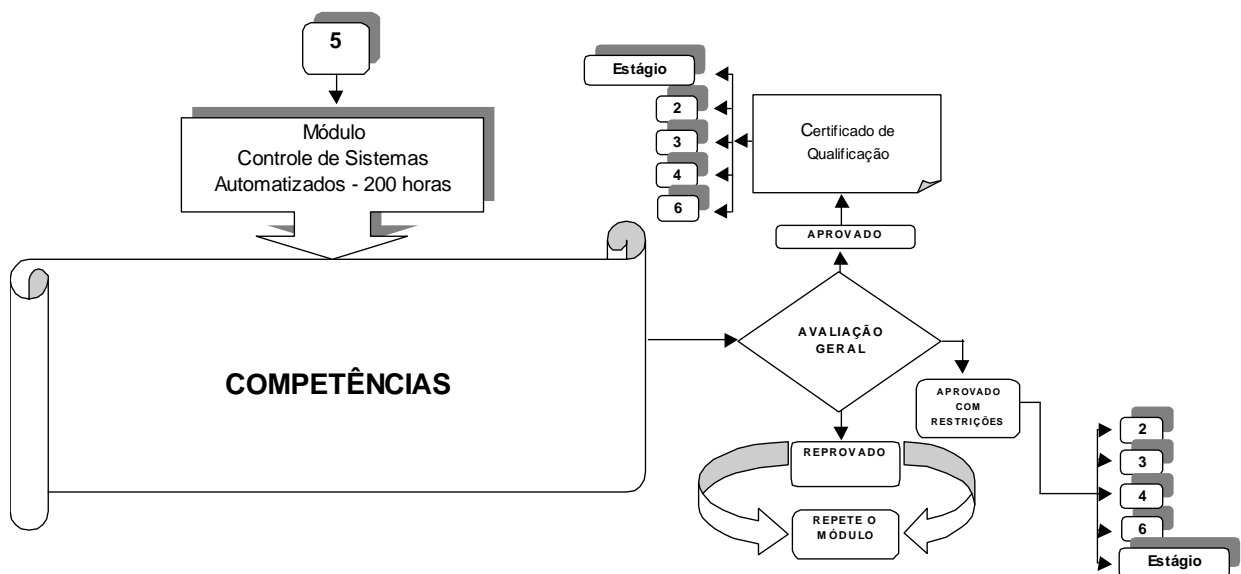 5
Módulo
Controle de Sistemas
Automatizados - 200 horas
COMPETÊNCIAS
Estágio
2
3
4
6
Certificado de
Qualificação
APROVADO
AVALIAÇÃO
GERAL
APROVADO
COM
RESTRIÇÕES
REPROVADO
REPETE O
MÓDULO
2
3
4
6
Estágio